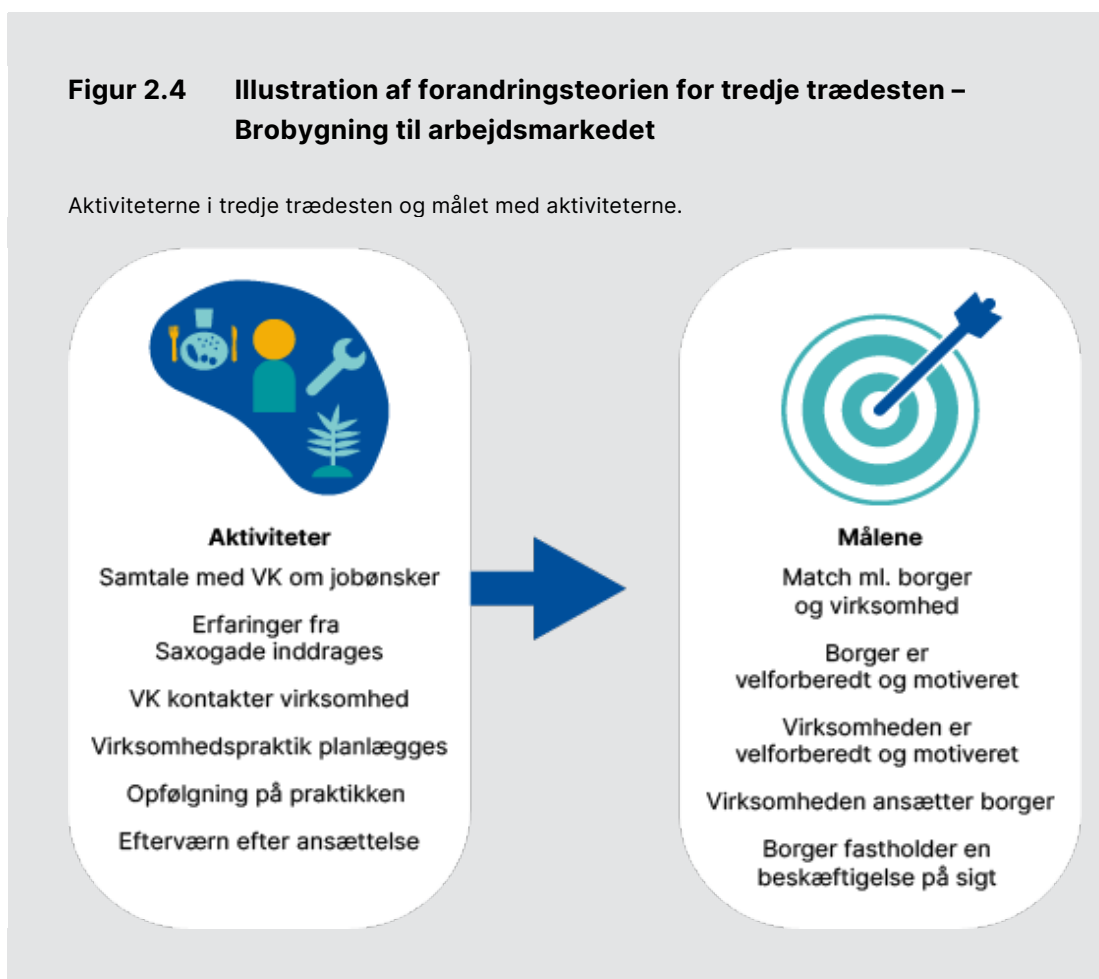 Figur 2.4 Illustration af forandringsteorien for tredje trædesten –
Brobygning til arbejdsmarkedet
Aktiviteterne i tredje trædesten og målet med aktiviteterne.
Aktiviteter
Samtale med VK om jobønsker
Erfaringer fra
Saxogade inddrages
VK kontakter virksomhed
Virksomhedspraktik planlægges
Opfølgning på praktikken
Efterværn efter ansættelse
Målene
Match ml. borger
og virksomhed
Borger er
velforberedt og motiveret
Virksomheden er
velforberedt og motiveret
Virksomheden ansætter borger
Borger fastholder en
beskæftigelse på sigt